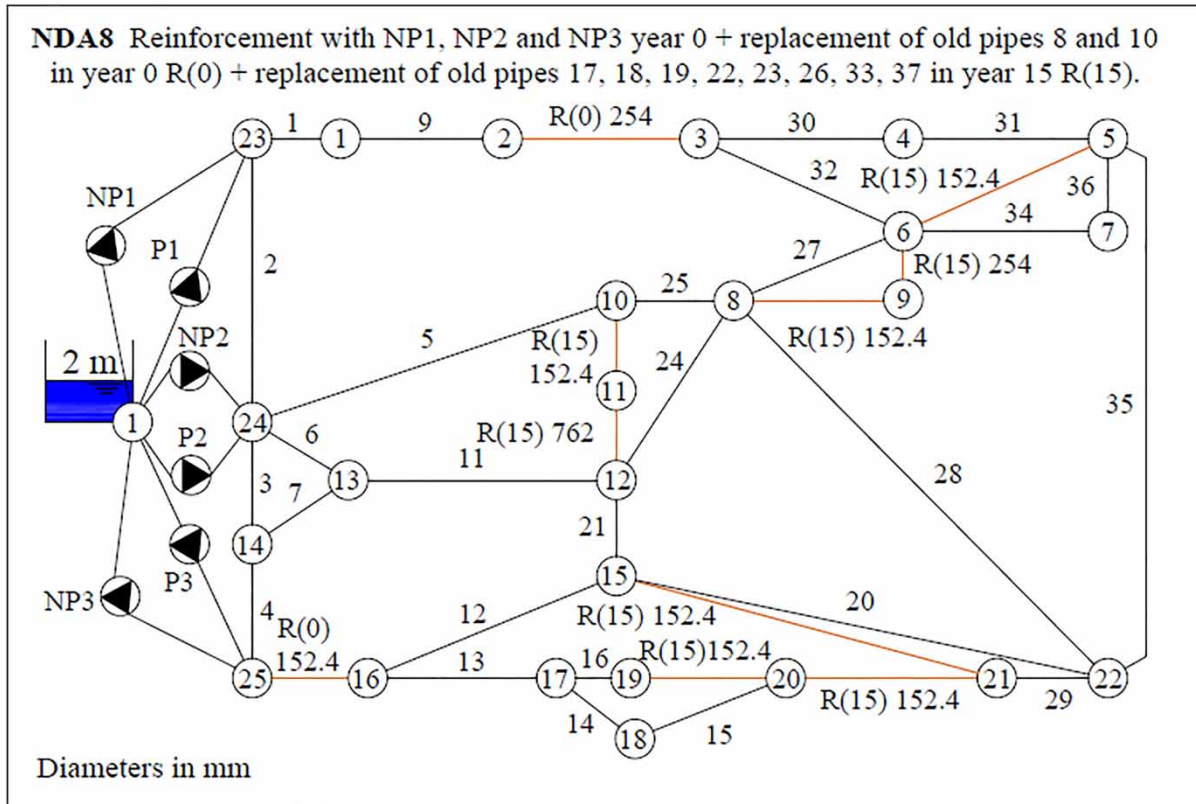 NDA8 Reinforcement with NP1, NP2 and NP3 year 0 + replacement of old pipes 8 and 10
in year 0 R(0) + replacement of old pipes 17, 18, 19, 22, 23, 26, 33, 37 in year 15 R(15).
23 1 1 9 2 R(0) 254 3 30 4 31 5
32 R(15) 152.4 36
NP1
6 34 7
P1
27 R(15) 254
2
10 25 8 9
NP2 5 R(15) R(15) 152.4
2 m 152.4 24
11 35
1 24 6 R(15) 762
P2
3 7 13 11 12 28
21
14
P3 15
NP3 12 R(15) 152.4 20
4 R(0)
152.4 13 16 R(15)152.4
25 16 17 19 20 R(15) 152.4 21 29 22
14 15
18
Diameters in mm